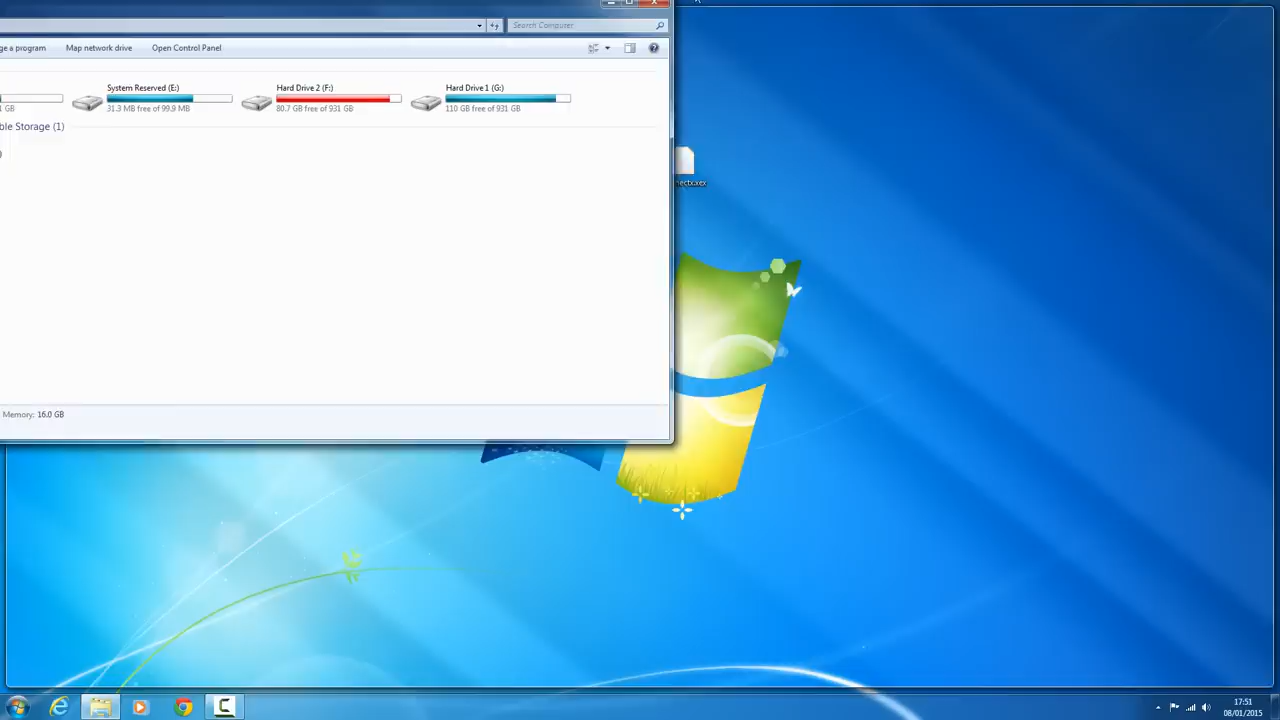 Search Computer
ge a program Map network drive Open Control Panel
System Reserved (E:) Hard Drive 2 (F:) Hard Drive 1 (G:)
GB 31.3 MB free of 99.9 MB 80.7 GB free of 931 GB 110 GB free of 931 GB
ble Storage (1)
nectx.xex
Memory: 16.0 GB
17:51
08/01/2015